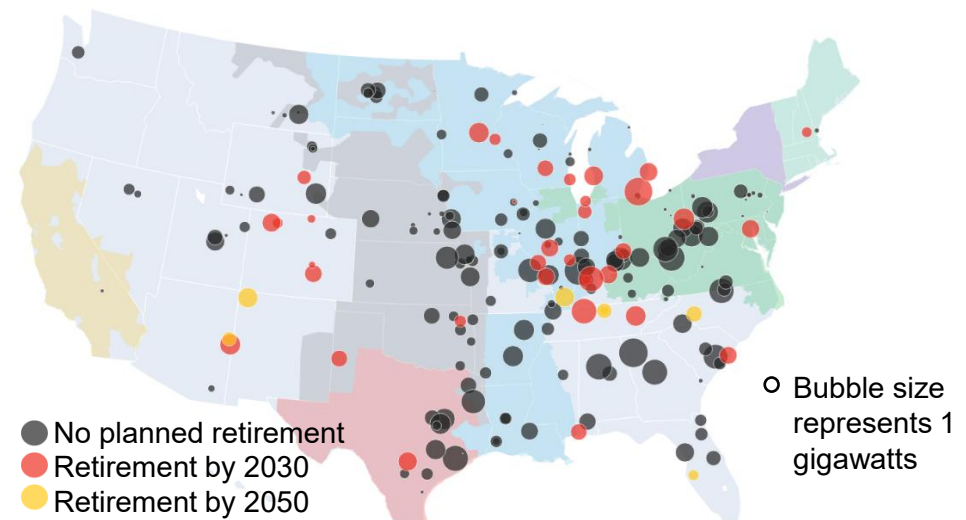 No planned retirement
Retirement by 2030
Retirement by 2050
Bubble size
represents 1
gigawatts